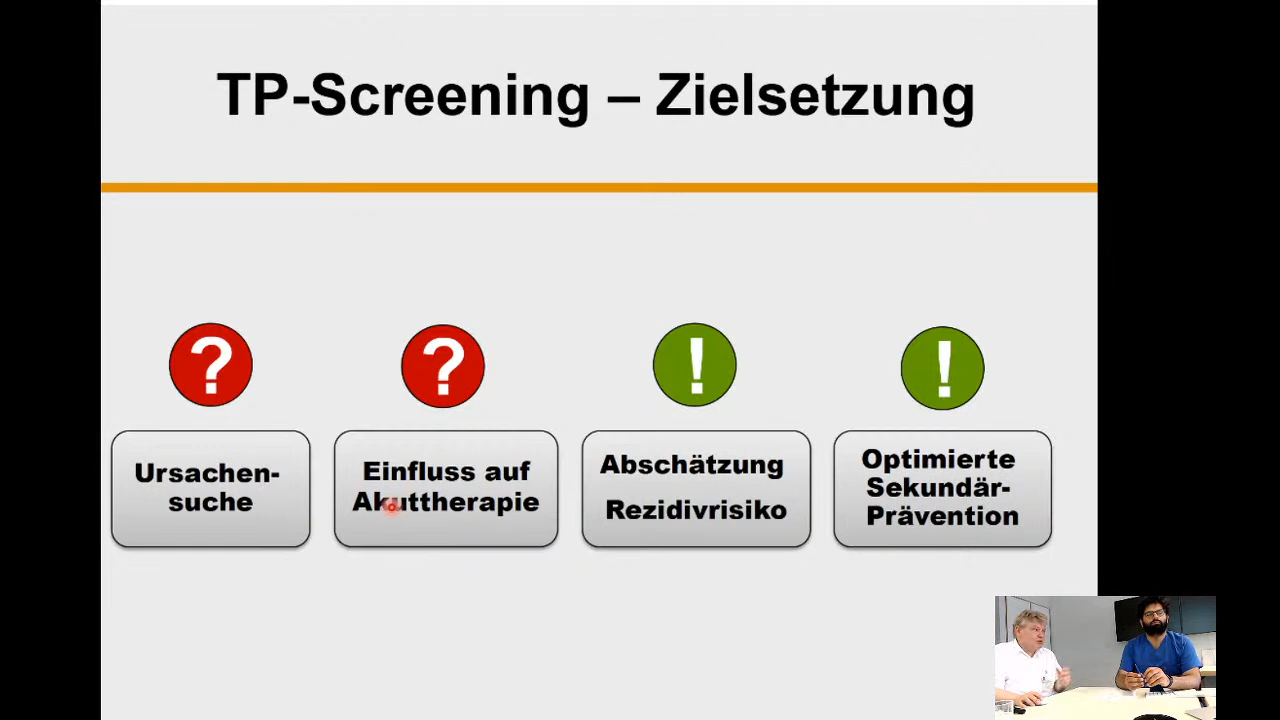 TP-Screening – Zielsetzung
?
?
!
!
Ursachen-
suche
Einfluss auf
Akuttherapie
Abschätzung
Rezidivrisiko
Optimierte
Sekundär-
Prävention